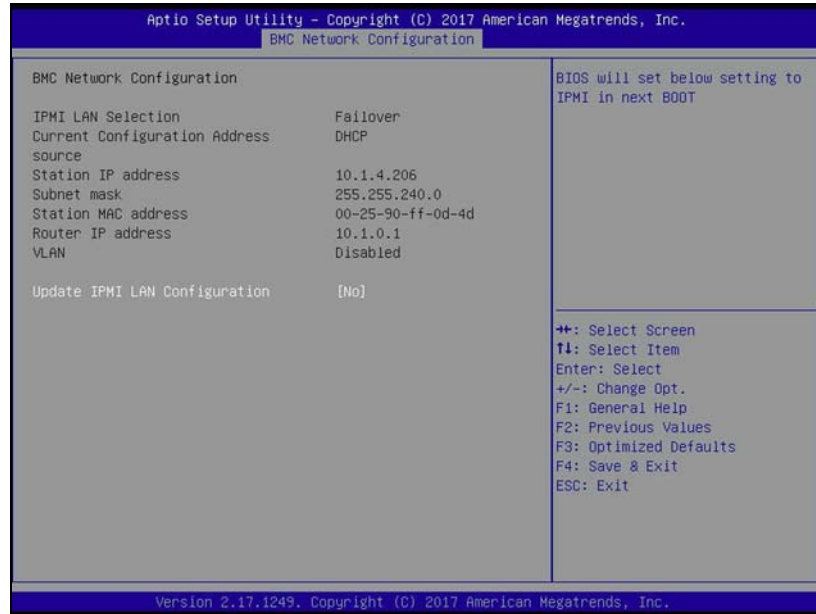 Aptio Setup Utility – Copyright (C) 2017 American Megatrends, Inc.
BMC Network Configuration
BMC Network Configuration
IPMI LAN Selection Failover
Current Configuration Address DHCP
source
Station IP address 10.1.4.206
Subnet mask 255.255.240.0
Station MAC address 00-25-90-ff-0d-4d
Router IP address 10.1.0.1
VLAN Disabled
Update IPMI LAN Configuration [No]
BIOS will set below setting to
IPMI in next BOOT
→←: Select Screen
↑↓: Select Item
Enter: Select
+/-: Change Opt.
F1: General Help
F2: Previous Values
F3: Optimized Defaults
F4: Save & Exit
ESC: Exit
Version 2.17.1249. Copyright (C) 2017 American Megatrends, Inc.